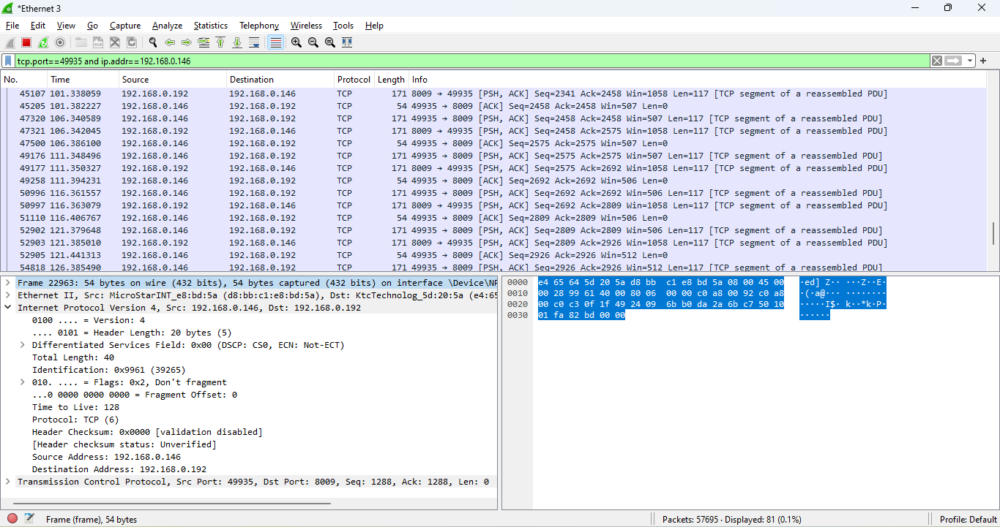 *Ethernet 3
File Edit View Go Capture Analyze Statistics Telephony Wireless Tools Help
tcp.port==49935 and ip.addr==192.168.0.146
No. Time Source Destination Protocol Length Info
45107 101.338059 192.168.0.192 192.168.0.146 TCP 171 8009 → 49935 [PSH, ACK] Seq=2341 Ack=2458 Win=1058 Len=117 [TCP segment of a reassembled PDU]
45205 101.382227 192.168.0.146 192.168.0.192 TCP 54 49935 → 8009 [ACK] Seq=2458 Ack=2458 Win=507 Len=0
47320 106.340589 192.168.0.146 192.168.0.192 TCP 171 49935 → 8009 [PSH, ACK] Seq=2458 Ack=2458 Win=507 Len=117 [TCP segment of a reassembled PDU]
47321 106.342045 192.168.0.192 192.168.0.146 TCP 171 8009 → 49935 [PSH, ACK] Seq=2458 Ack=2575 Win=1058 Len=117 [TCP segment of a reassembled PDU]
47500 106.386100 192.168.0.146 192.168.0.192 TCP 54 49935 → 8009 [ACK] Seq=2575 Ack=2575 Win=507 Len=0
49176 111.348496 192.168.0.146 192.168.0.192 TCP 171 49935 → 8009 [PSH, ACK] Seq=2575 Ack=2575 Win=507 Len=117 [TCP segment of a reassembled PDU]
49177 111.350327 192.168.0.192 192.168.0.146 TCP 171 8009 → 49935 [PSH, ACK] Seq=2575 Ack=2692 Win=1058 Len=117 [TCP segment of a reassembled PDU]
49258 111.394231 192.168.0.146 192.168.0.192 TCP 54 49935 → 8009 [ACK] Seq=2692 Ack=2692 Win=506 Len=0
50996 116.361557 192.168.0.146 192.168.0.192 TCP 171 49935 → 8009 [PSH, ACK] Seq=2692 Ack=2692 Win=506 Len=117 [TCP segment of a reassembled PDU]
50997 116.363079 192.168.0.192 192.168.0.146 TCP 171 8009 → 49935 [PSH, ACK] Seq=2692 Ack=2809 Win=1058 Len=117 [TCP segment of a reassembled PDU]
51110 116.406767 192.168.0.146 192.168.0.192 TCP 54 49935 → 8009 [ACK] Seq=2809 Ack=2809 Win=506 Len=0
52902 121.379648 192.168.0.146 192.168.0.192 TCP 171 49935 → 8009 [PSH, ACK] Seq=2809 Ack=2809 Win=506 Len=117 [TCP segment of a reassembled PDU]
52903 121.385010 192.168.0.192 192.168.0.146 TCP 171 8009 → 49935 [PSH, ACK] Seq=2809 Ack=2926 Win=1058 Len=117 [TCP segment of a reassembled PDU]
52905 121.441313 192.168.0.146 192.168.0.192 TCP 54 49935 → 8009 [ACK] Seq=2926 Ack=2926 Win=512 Len=0
54818 126.385490 192.168.0.146 192.168.0.192 TCP 171 49935 → 8009 [PSH, ACK] Seq=2926 Ack=2926 Win=512 Len=117 [TCP segment of a reassembled PDU]
Frame 22963: 54 bytes on wire (432 bits), 54 bytes captured (432 bits) on interface \Device\NP
Ethernet II, Src: MicroStarINT_e8:bd:5a (d8:bb:c1:e8:bd:5a), Dst: KtcTechnolog_5d:20:5a (e4:65
Internet Protocol Version 4, Src: 192.168.0.146, Dst: 192.168.0.192
0100 .... = Version: 4
.... 0101 = Header Length: 20 bytes (5)
Differentiated Services Field: 0x00 (DSCP: CS0, ECN: Not-ECT)
Total Length: 40
Identification: 0x9961 (39265)
010. .... = Flags: 0x2, Don't fragment
...0 0000 0000 0000 = Fragment Offset: 0
Time to Live: 128
Protocol: TCP (6)
Header Checksum: 0x0000 [validation disabled]
[Header checksum status: Unverified]
Source Address: 192.168.0.146
Destination Address: 192.168.0.192
Transmission Control Protocol, Src Port: 49935, Dst Port: 8009, Seq: 1288, Ack: 1288, Len: 0
0000 e4 65 64 5d 20 5a d8 bb c1 e8 bd 5a 08 00 45 00 ·ed] Z·· ···Z··E·
0010 00 28 99 61 40 00 80 06 00 00 c0 a8 00 92 c0 a8 ·(·a@··· ········
0020 00 c0 c3 0f 1f 49 24 09 6b b0 da 2a 6b c7 50 10 ·····I$· k··*k·P·
0030 01 fa 82 bd 00 00 ······
Frame (frame), 54 bytes
Packets: 57695 · Displayed: 81 (0.1%)
Profile: Default